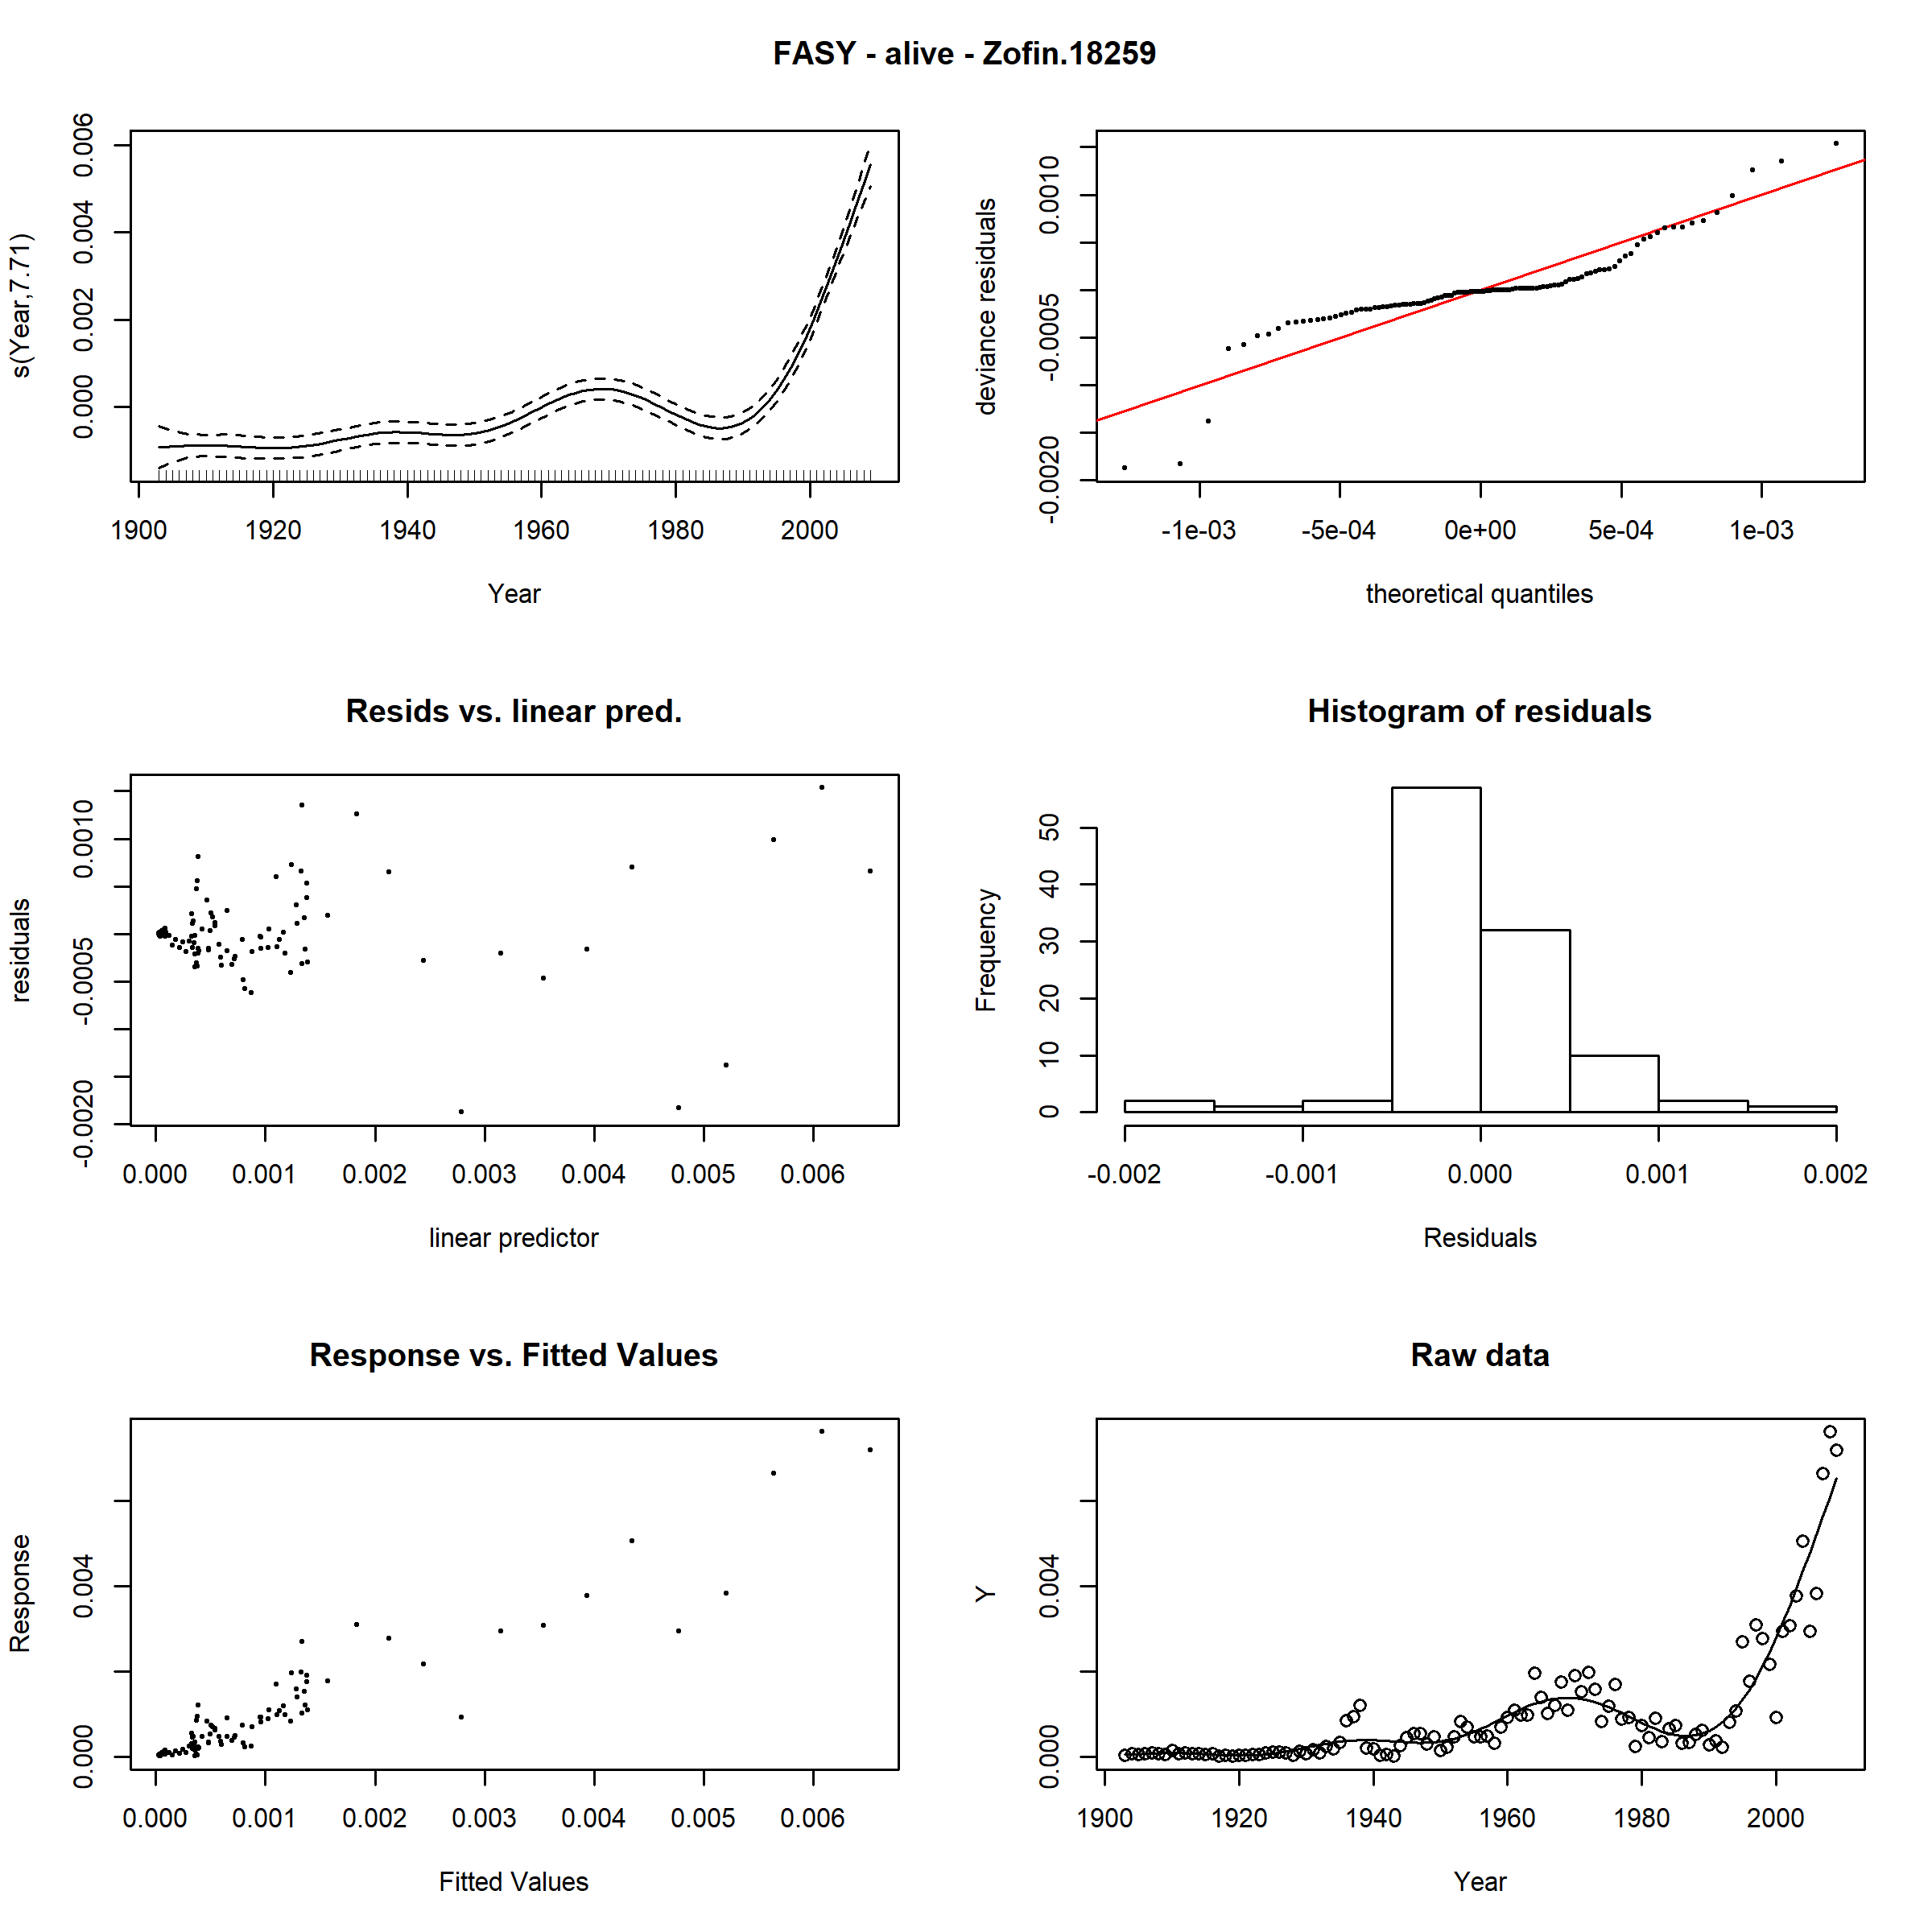 FASY - alive - Zofin.18259
s(Year,7.71)
0.000 0.002 0.004 0.006
1900 1920 1940 1960 1980 2000
Year
deviance residuals
-0.0020 -0.0005 0.0010
-1e-03 -5e-04 0e+00 5e-04 1e-03
theoretical quantiles
Resids vs. linear pred.
residuals
-0.0020 -0.0005 0.0010
0.000 0.001 0.002 0.003 0.004 0.005 0.006
linear predictor
Histogram of residuals
Frequency
0 10 20 30 40 50
-0.002 -0.001 0.000 0.001 0.002
Residuals
Response vs. Fitted Values
Response
0.000 0.004
0.000 0.001 0.002 0.003 0.004 0.005 0.006
Fitted Values
Raw data
Y
0.000 0.004
1900 1920 1940 1960 1980 2000
Year